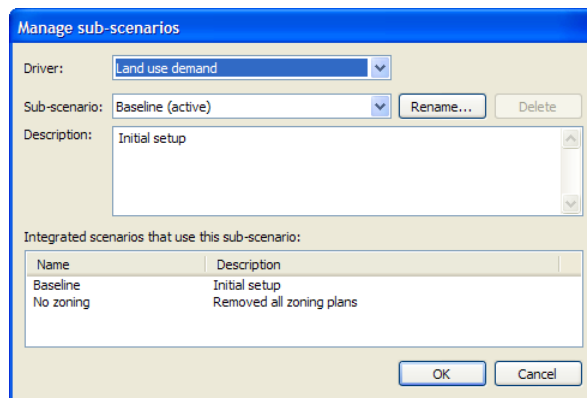 Manage sub-scenarios
Driver: Land use demand
Sub-scenario: Baseline (active) Rename... Delete
Description: Initial setup
Integrated scenarios that use this sub-scenario:
Name Description
Baseline Initial setup
No zoning Removed all zoning plans
OK Cancel